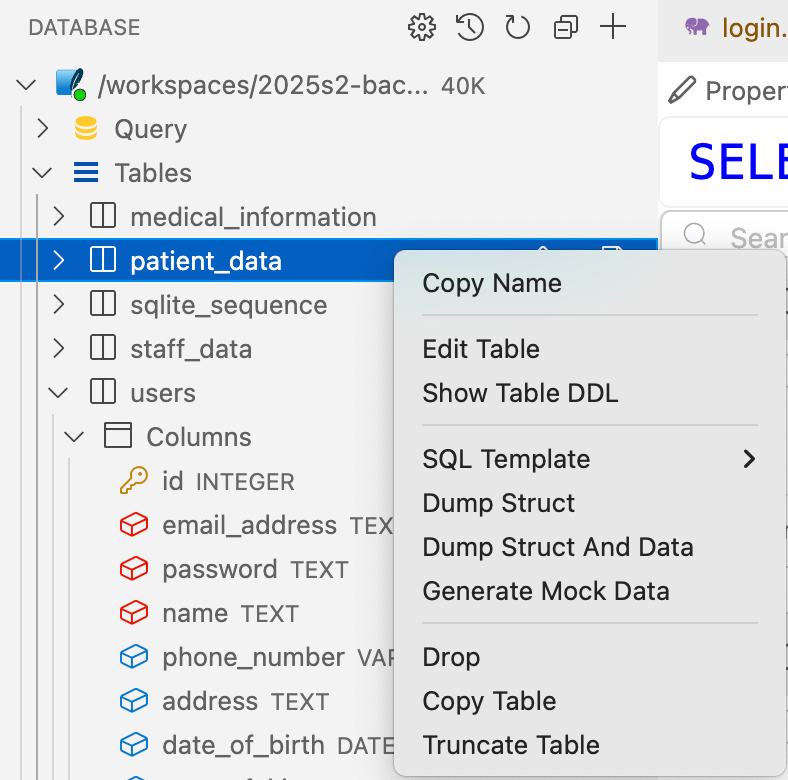 DATABASE
login.
/workspaces/2025s2-bac... 40K
Proper
Query
SELE
Tables
medical_information
Sear
patient_data
Copy Name
sqlite_sequence
Edit Table
staff_data
Show Table DDL
users
Columns
SQL Template
id INTEGER
Dump Struct
email_address TEX
Dump Struct And Data
password TEXT
Generate Mock Data
name TEXT
phone_number VAR
Drop
address TEXT
Copy Table
date_of_birth DATE
Truncate Table